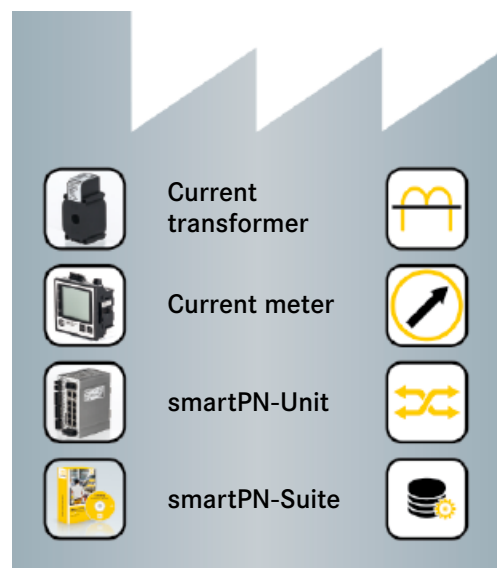 Current
transformer
Current meter
smartPN-Unit
smartPN-Suite